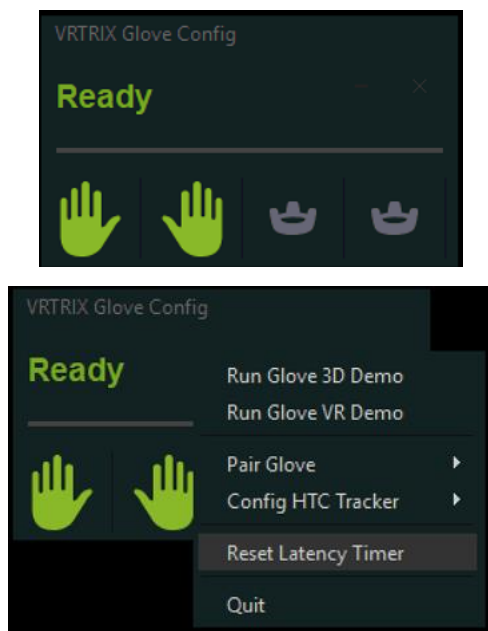 VRTRIX Glove Config
Ready
VRTRIX Glove Config
Ready
Run Glove 3D Demo
Run Glove VR Demo
Pair Glove
Config HTC Tracker
Reset Latency Timer
Quit